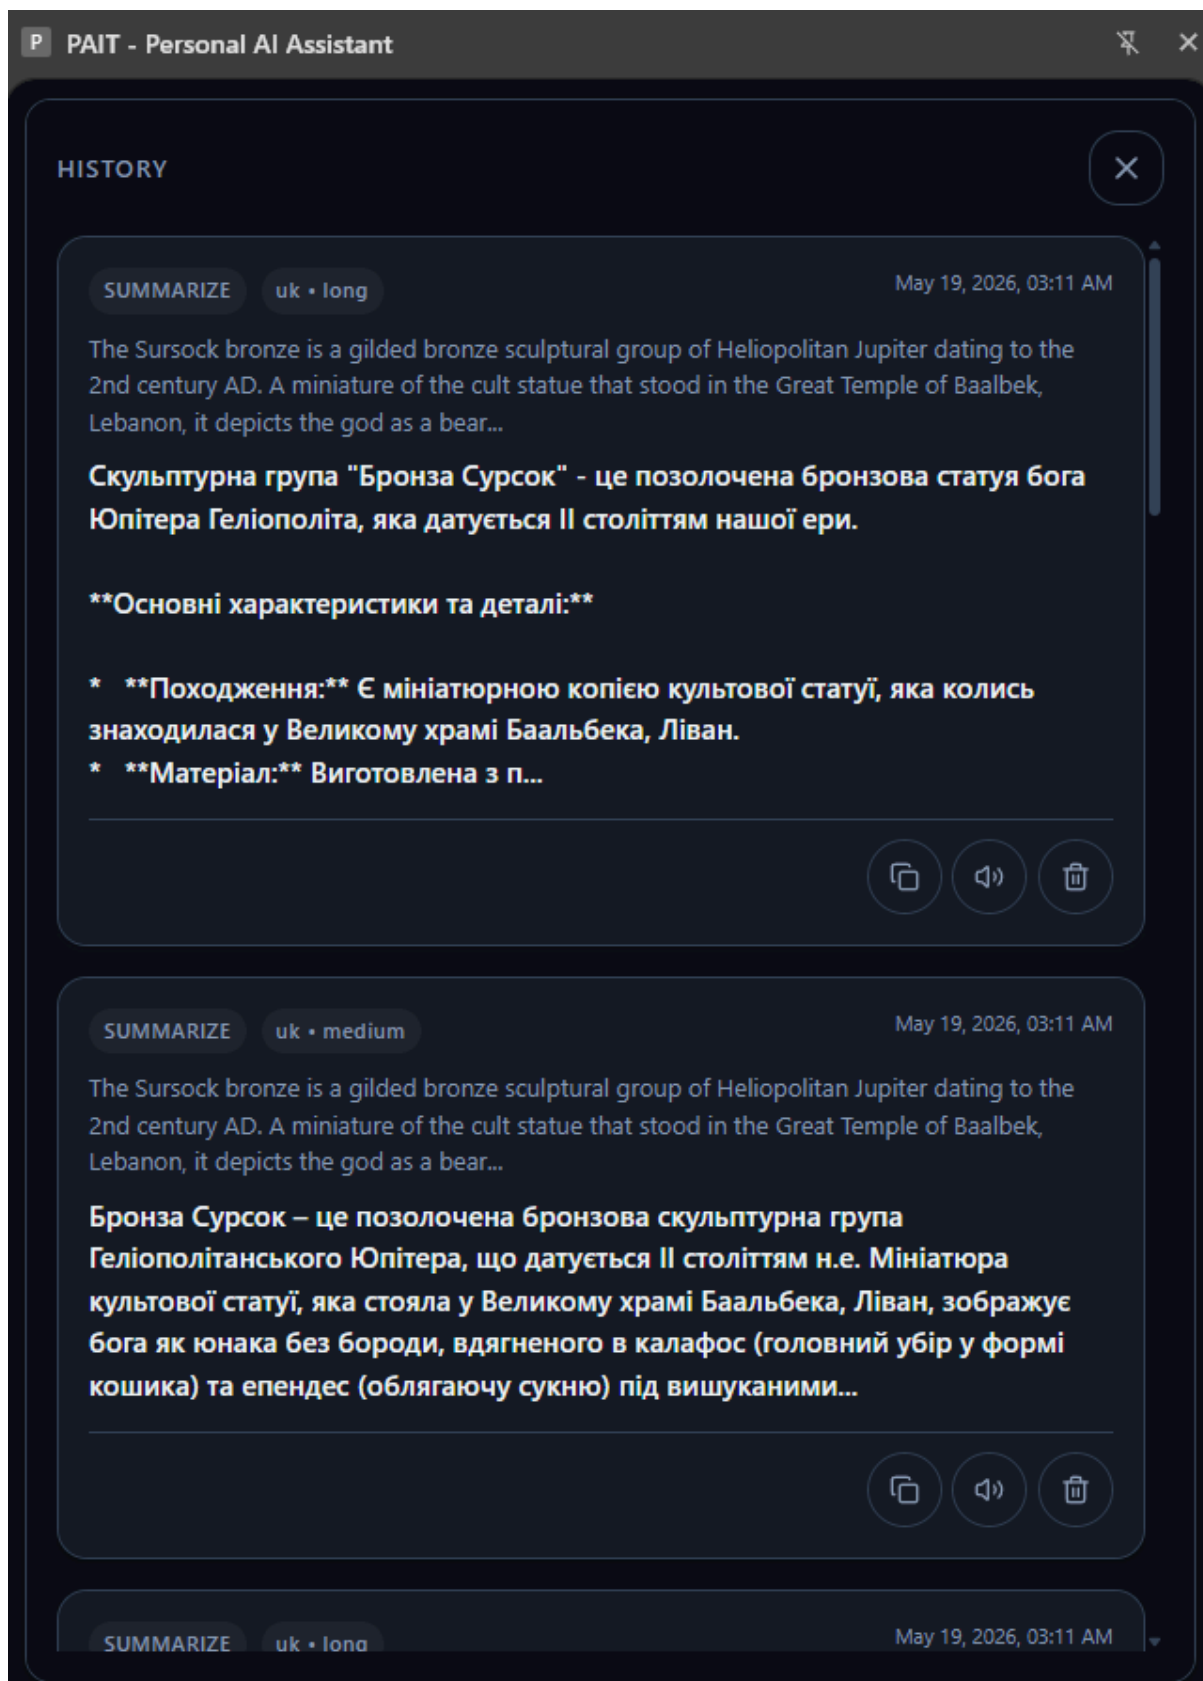 P PAIT - Personal AI Assistant
HISTORY
SUMMARIZE uk • long May 19, 2026, 03:11 AM
The Sursock bronze is a gilded bronze sculptural group of Heliopolitan Jupiter dating to the
2nd century AD. A miniature of the cult statue that stood in the Great Temple of Baalbek,
Lebanon, it depicts the god as a bear...
Скульптурна група "Бронза Сурсок" - це позолочена бронзова статуя бога
Юпітера Геліополіта, яка датується II століттям нашої ери.
**Основні характеристики та деталі:**
* **Походження:** Є мініатюрною копією культової статуї, яка колись
знаходилася у Великому храмі Баальбека, Ліван.
* **Матеріал:** Виготовлена з п...
SUMMARIZE uk • medium May 19, 2026, 03:11 AM
The Sursock bronze is a gilded bronze sculptural group of Heliopolitan Jupiter dating to the
2nd century AD. A miniature of the cult statue that stood in the Great Temple of Baalbek,
Lebanon, it depicts the god as a bear...
Бронза Сурсок – це позолочена бронзова скульптурна група
Геліополітанського Юпітера, що датується II століттям н.е. Мініатюра
культової статуї, яка стояла у Великому храмі Баальбека, Ліван, зображує
бога як юнака без бороди, вдягненого в калафос (головний убір у формі
кошика) та епендес (облягаючу сукню) під вишуканими...
SUMMARIZE uk • long May 19, 2026, 03:11 AM